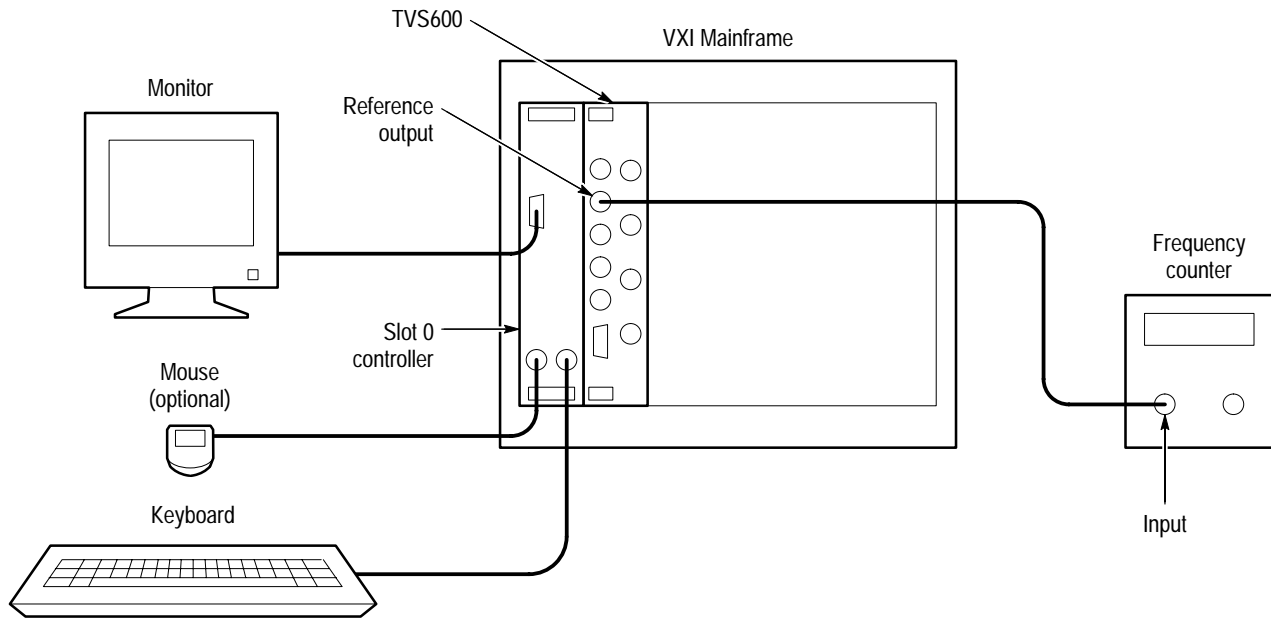 TVS600
VXI Mainframe
Monitor
Reference
output
Frequency
counter
Slot 0
controller
Mouse
(optional)
Keyboard
Input